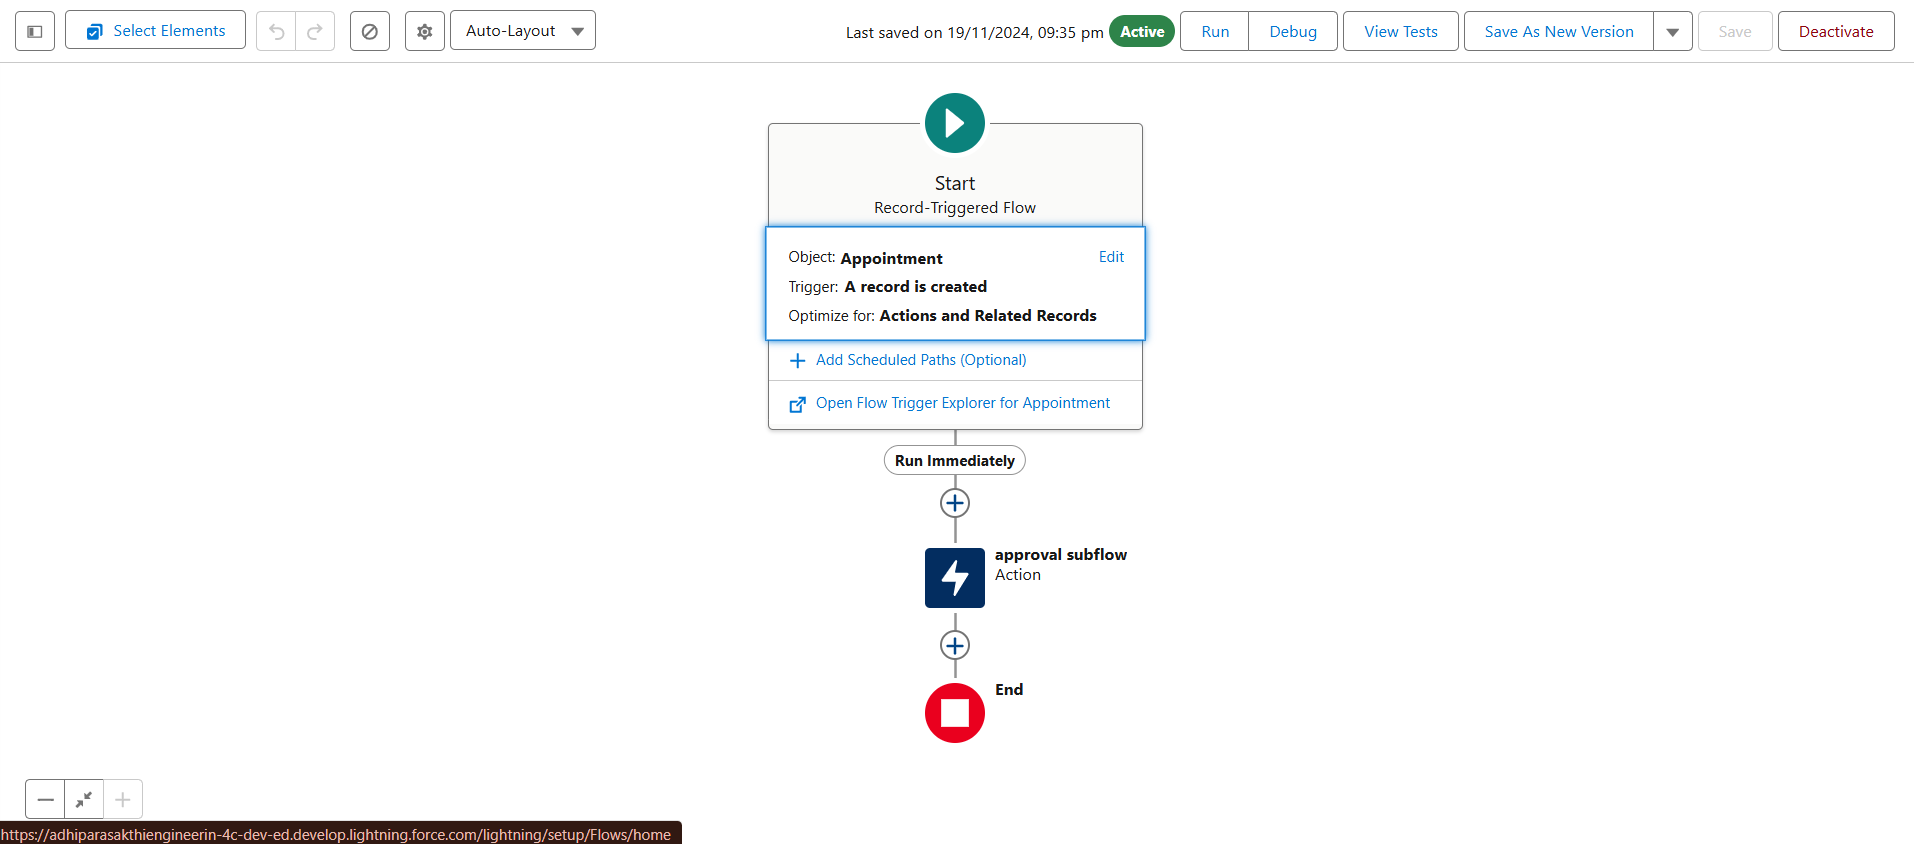 Select Elements
Auto-Layout
Last saved on 19/11/2024, 09:35 pm
Active
Run
Debug
View Tests
Save As New Version
Save
Deactivate
Start
Record-Triggered Flow
Object: Appointment
Edit
Trigger: A record is created
Optimize for: Actions and Related Records
Add Scheduled Paths (Optional)
Open Flow Trigger Explorer for Appointment
Run Immediately
approval subflow
Action
End
https://adhiparasakthiengineerin-4c-dev-ed.develop.lightning.force.com/lightning/setup/Flows/home